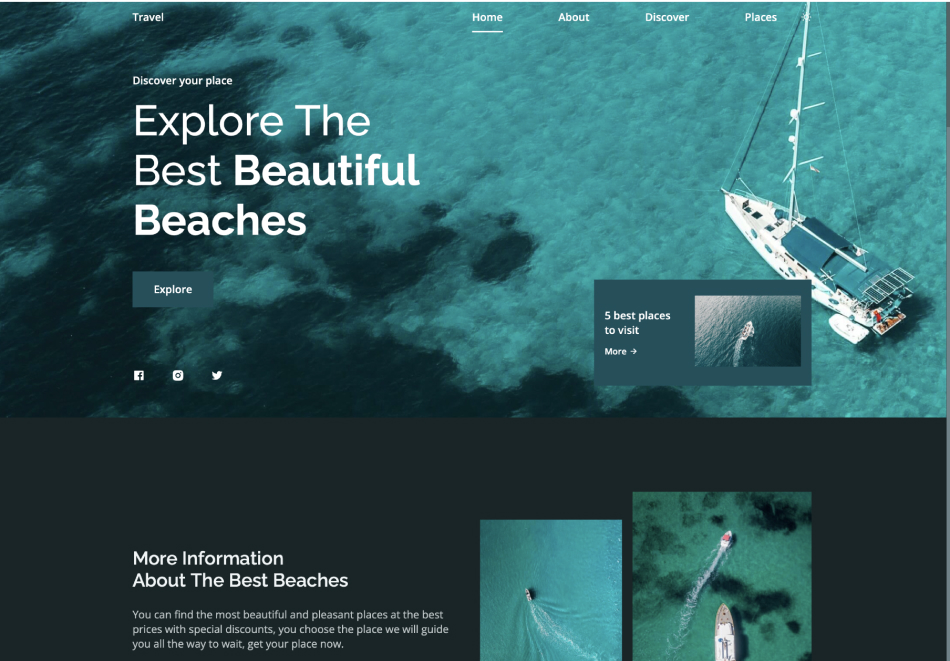 Travel
Home
About
Discover
Places
Discover your place
Explore The
Best Beautiful
Beaches
Explore
5 best places
to visit
More →
More Information
About The Best Beaches
You can find the most beautiful and pleasant places at the best
prices with special discounts, you choose the place we will guide
you all the way to wait, get your place now.